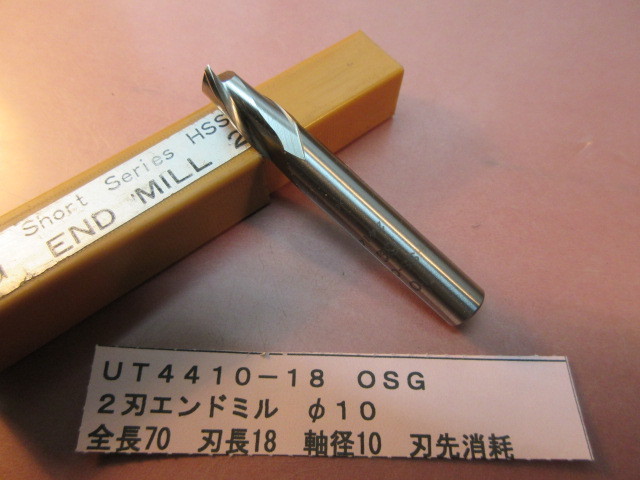 Short Series HSS
END MILL 2
UT4410-18 OSG
2刃エンドミル φ10
全長70 刃長18 軸径10 刃先消耗